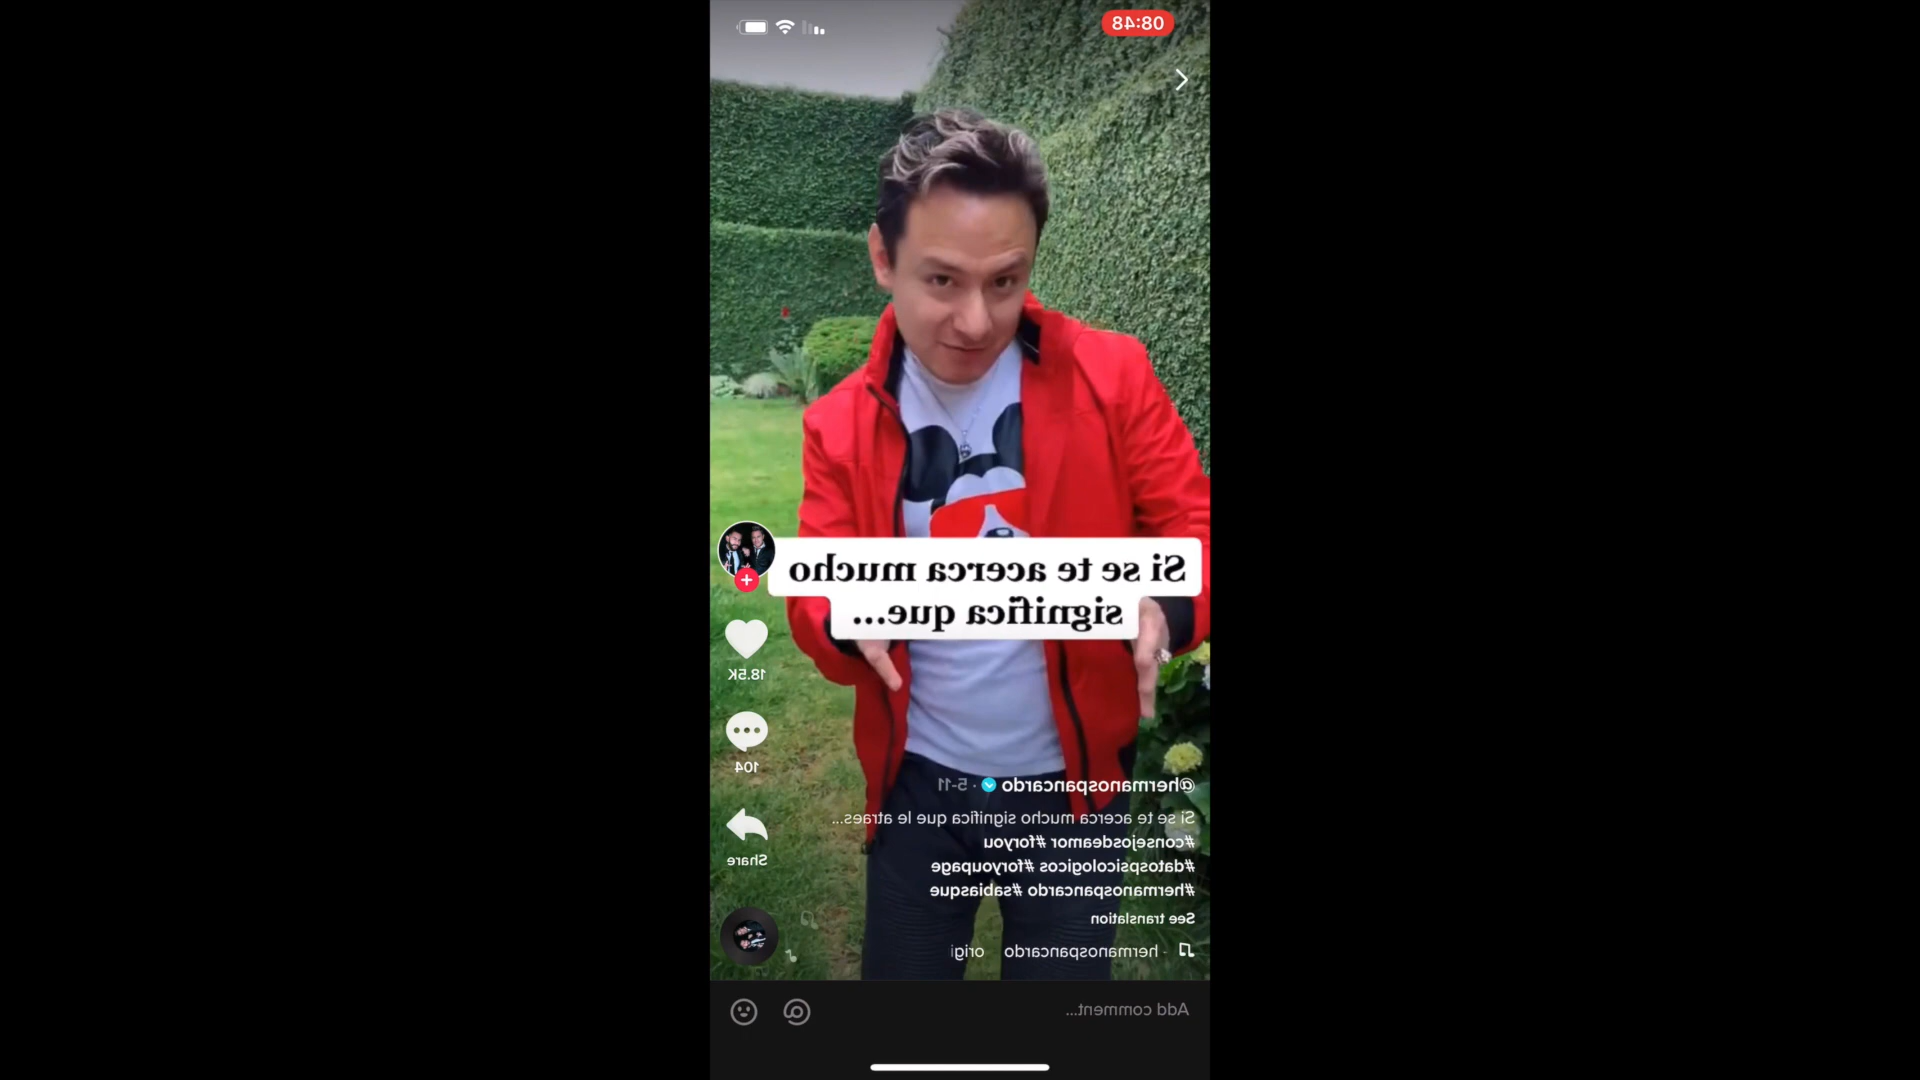 08:48
Si se te acerca mucho
significa que...
18.5K
104
Share
@hermanospancardo · 5-11
Si se te acerca mucho significa que le atraes...
#consejosdeamor #foryou
#datospsicologicos #foryoupage
#hermanospancardo #sabiasque
See translation
- hermanospancardo origi
Add comment...